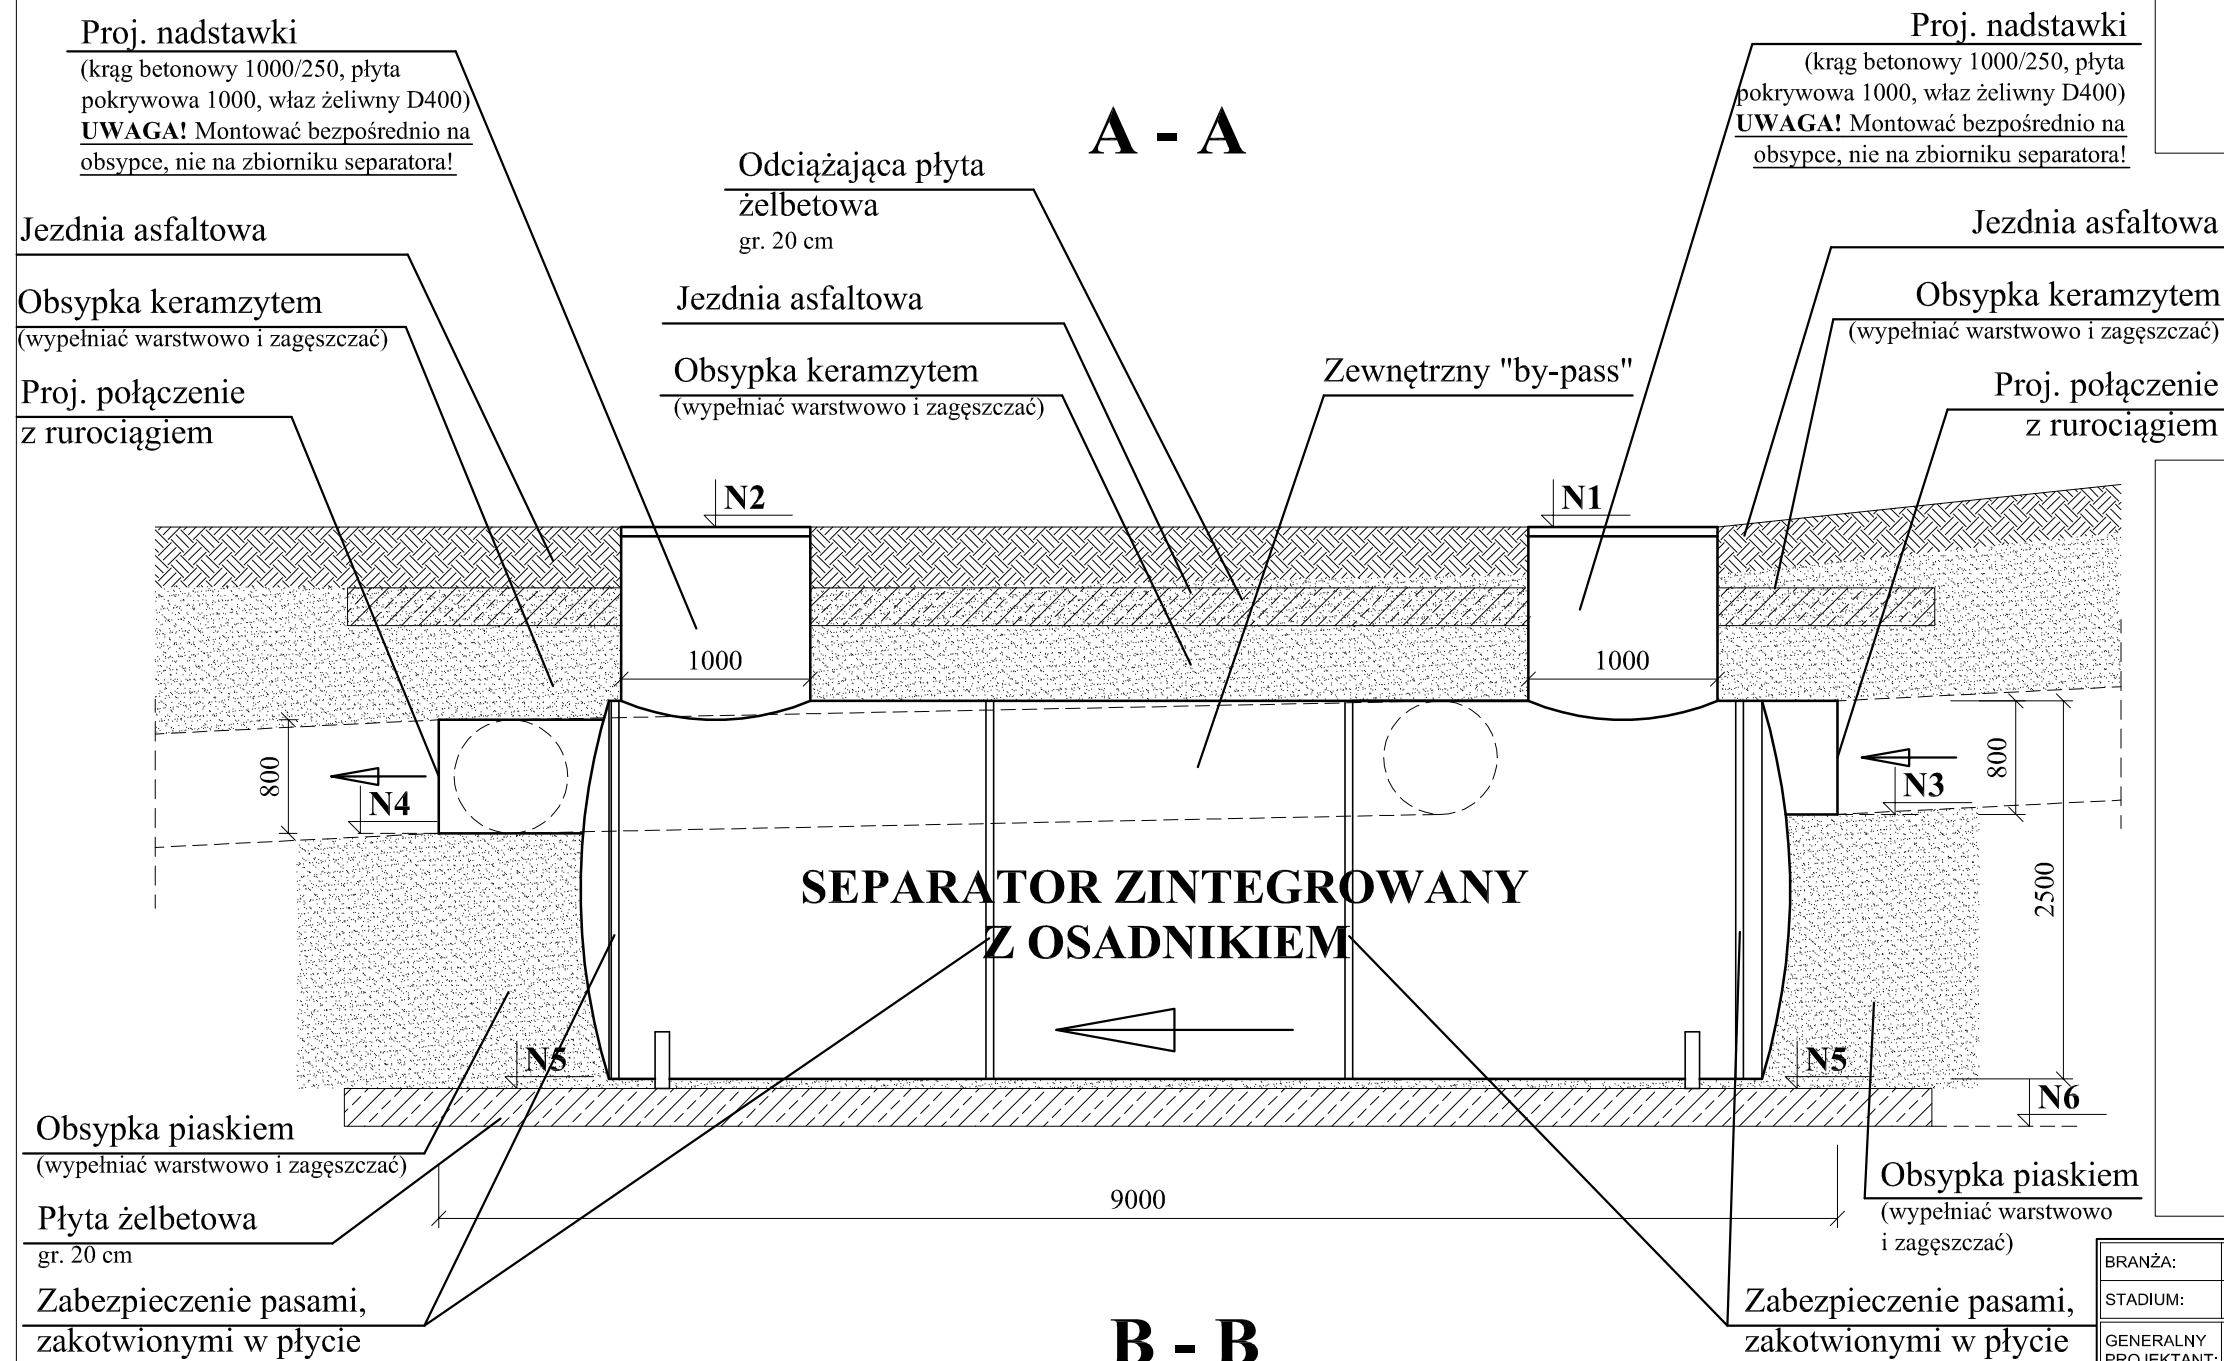 Proj. nadstawki
(krąg betonowy 1000/250, płyta
pokrywowa 1000, właz żeliwny D400)
UWAGA! Montować bezpośrednio na
obsypce, nie na zbiorniku separatora!
Proj. nadstawki
(krąg betonowy 1000/250, płyta
pokrywowa 1000, właz żeliwny D400)
UWAGA! Montować bezpośrednio na
obsypce, nie na zbiorniku separatora!
A - A
Odciążająca płyta
żelbetowa
gr. 20 cm
Jezdnia asfaltowa
Jezdnia asfaltowa
Obsypka keramzytem
(wypełniać warstwowo i zagęszczać)
Jezdnia asfaltowa
Obsypka keramzytem
(wypełniać warstwowo i zagęszczać)
Proj. połączenie
z rurociągiem
Obsypka keramzytem
(wypełniać warstwowo i zagęszczać)
Zewnętrzny "by-pass"
Proj. połączenie
z rurociągiem
N2
N1
1000
1000
800
N4
800
N3
2500
SEPARATOR ZINTEGROWANY
Z OSADNIKIEM
N5
N5
N6
Obsypka piaskiem
(wypełniać warstwowo i zagęszczać)
9000
Obsypka piaskiem
(wypełniać warstwowo
i zagęszczać)
Płyta żelbetowa
gr. 20 cm
Zabezpieczenie pasami,
zakotwionymi w płycie
Zabezpieczenie pasami,
zakotwionymi w płycie
B - B
BRANŻA:
STADIUM:
GENERALNY
PROJEKTANT: